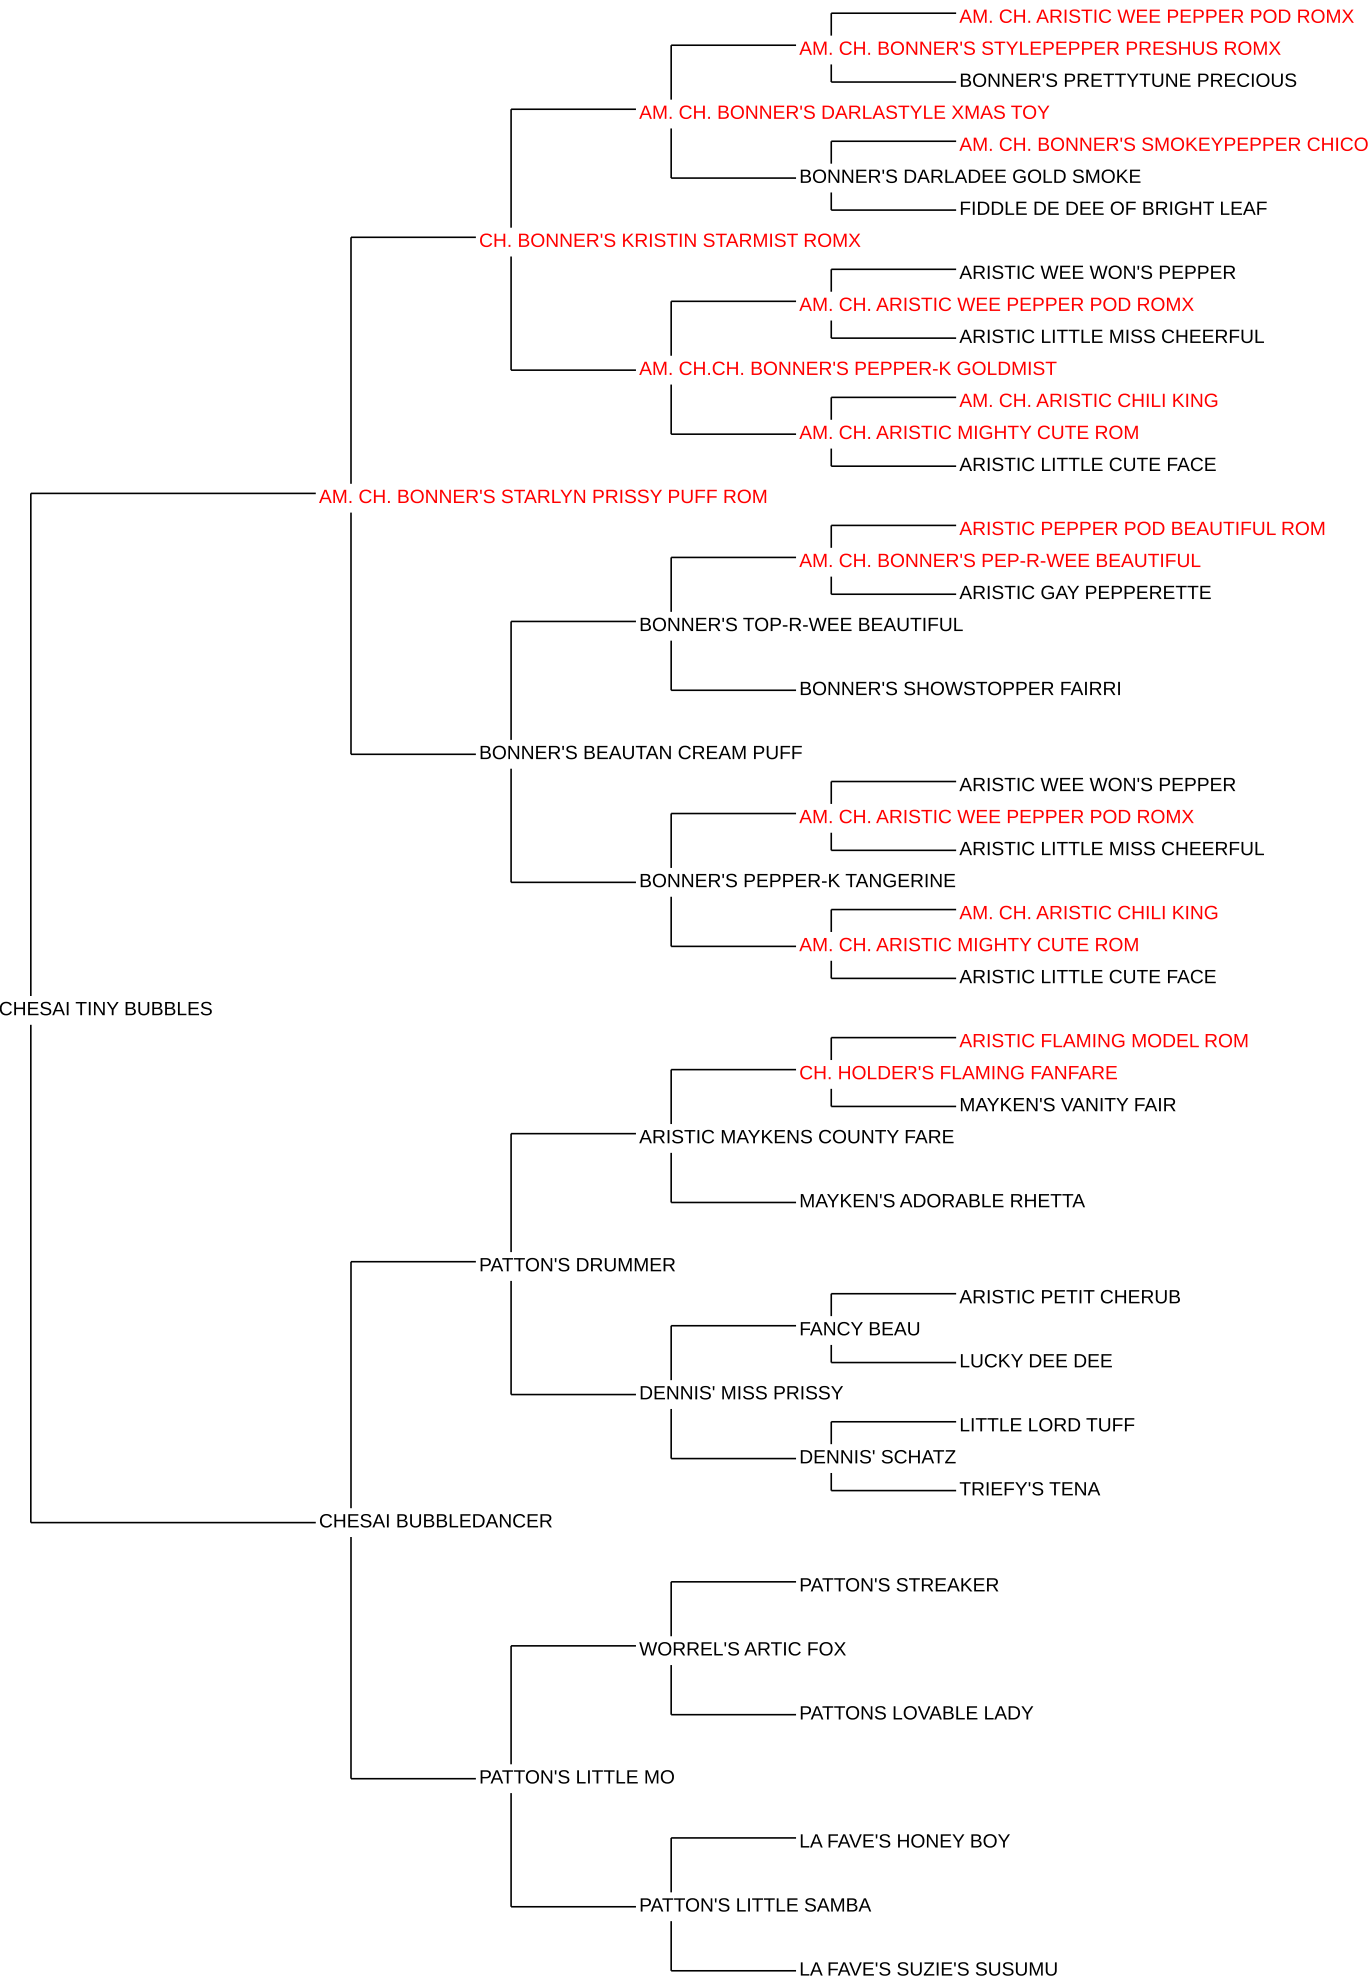 AM. CH. ARISTIC WEE PEPPER POD ROMX
AM. CH. BONNER'S STYLEPEPPER PRESHUS ROMX
BONNER'S PRETTYTUNE PRECIOUS
AM. CH. BONNER'S DARLASTYLE XMAS TOY
AM. CH. BONNER'S SMOKEYPEPPER CHICO
BONNER'S DARLADEE GOLD SMOKE
FIDDLE DE DEE OF BRIGHT LEAF
CH. BONNER'S KRISTIN STARMIST ROMX
ARISTIC WEE WON'S PEPPER
AM. CH. ARISTIC WEE PEPPER POD ROMX
ARISTIC LITTLE MISS CHEERFUL
AM. CH.CH. BONNER'S PEPPER-K GOLDMIST
AM. CH. ARISTIC CHILI KING
AM. CH. ARISTIC MIGHTY CUTE ROM
ARISTIC LITTLE CUTE FACE
AM. CH. BONNER'S STARLYN PRISSY PUFF ROM
ARISTIC PEPPER POD BEAUTIFUL ROM
AM. CH. BONNER'S PEP-R-WEE BEAUTIFUL
ARISTIC GAY PEPPERETTE
BONNER'S TOP-R-WEE BEAUTIFUL
BONNER'S SHOWSTOPPER FAIRRI
BONNER'S BEAUTAN CREAM PUFF
ARISTIC WEE WON'S PEPPER
AM. CH. ARISTIC WEE PEPPER POD ROMX
ARISTIC LITTLE MISS CHEERFUL
BONNER'S PEPPER-K TANGERINE
AM. CH. ARISTIC CHILI KING
AM. CH. ARISTIC MIGHTY CUTE ROM
ARISTIC LITTLE CUTE FACE
CHESAI TINY BUBBLES
ARISTIC FLAMING MODEL ROM
CH. HOLDER'S FLAMING FANFARE
MAYKEN'S VANITY FAIR
ARISTIC MAYKENS COUNTY FARE
MAYKEN'S ADORABLE RHETTA
PATTON'S DRUMMER
ARISTIC PETIT CHERUB
FANCY BEAU
LUCKY DEE DEE
DENNIS' MISS PRISSY
LITTLE LORD TUFF
DENNIS' SCHATZ
TRIEFY'S TENA
CHESAI BUBBLEDANCER
PATTON'S STREAKER
WORREL'S ARTIC FOX
PATTONS LOVABLE LADY
PATTON'S LITTLE MO
LA FAVE'S HONEY BOY
PATTON'S LITTLE SAMBA
LA FAVE'S SUZIE'S SUSUMU